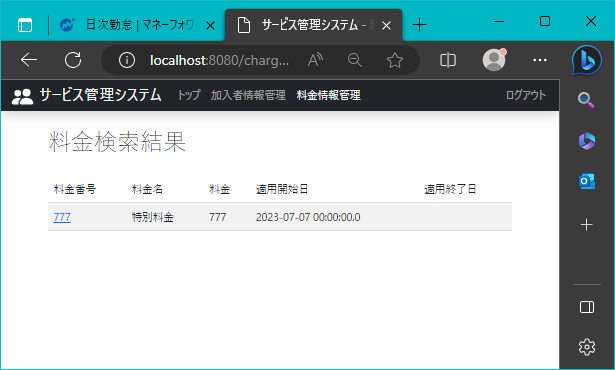 日次勤怠 | マネーフォワ
サービス管理システム -
localhost:8080/charg...
サービス管理システム トップ 加入者情報管理 料金情報管理 ログアウト
料金検索結果
料金番号 料金名 料金 適用開始日 適用終了日
777 特別料金 777 2023-07-07 00:00:00.0